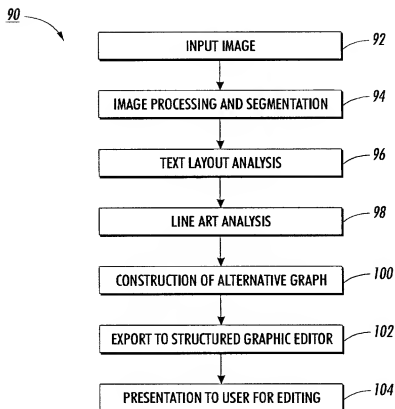 90
INPUT IMAGE 92
IMAGE PROCESSING AND SEGMENTATION 94
TEXT LAYOUT ANALYSIS 96
LINE ART ANALYSIS 98
CONSTRUCTION OF ALTERNATIVE GRAPH 100
EXPORT TO STRUCTURED GRAPHIC EDITOR 102
PRESENTATION TO USER FOR EDITING 104